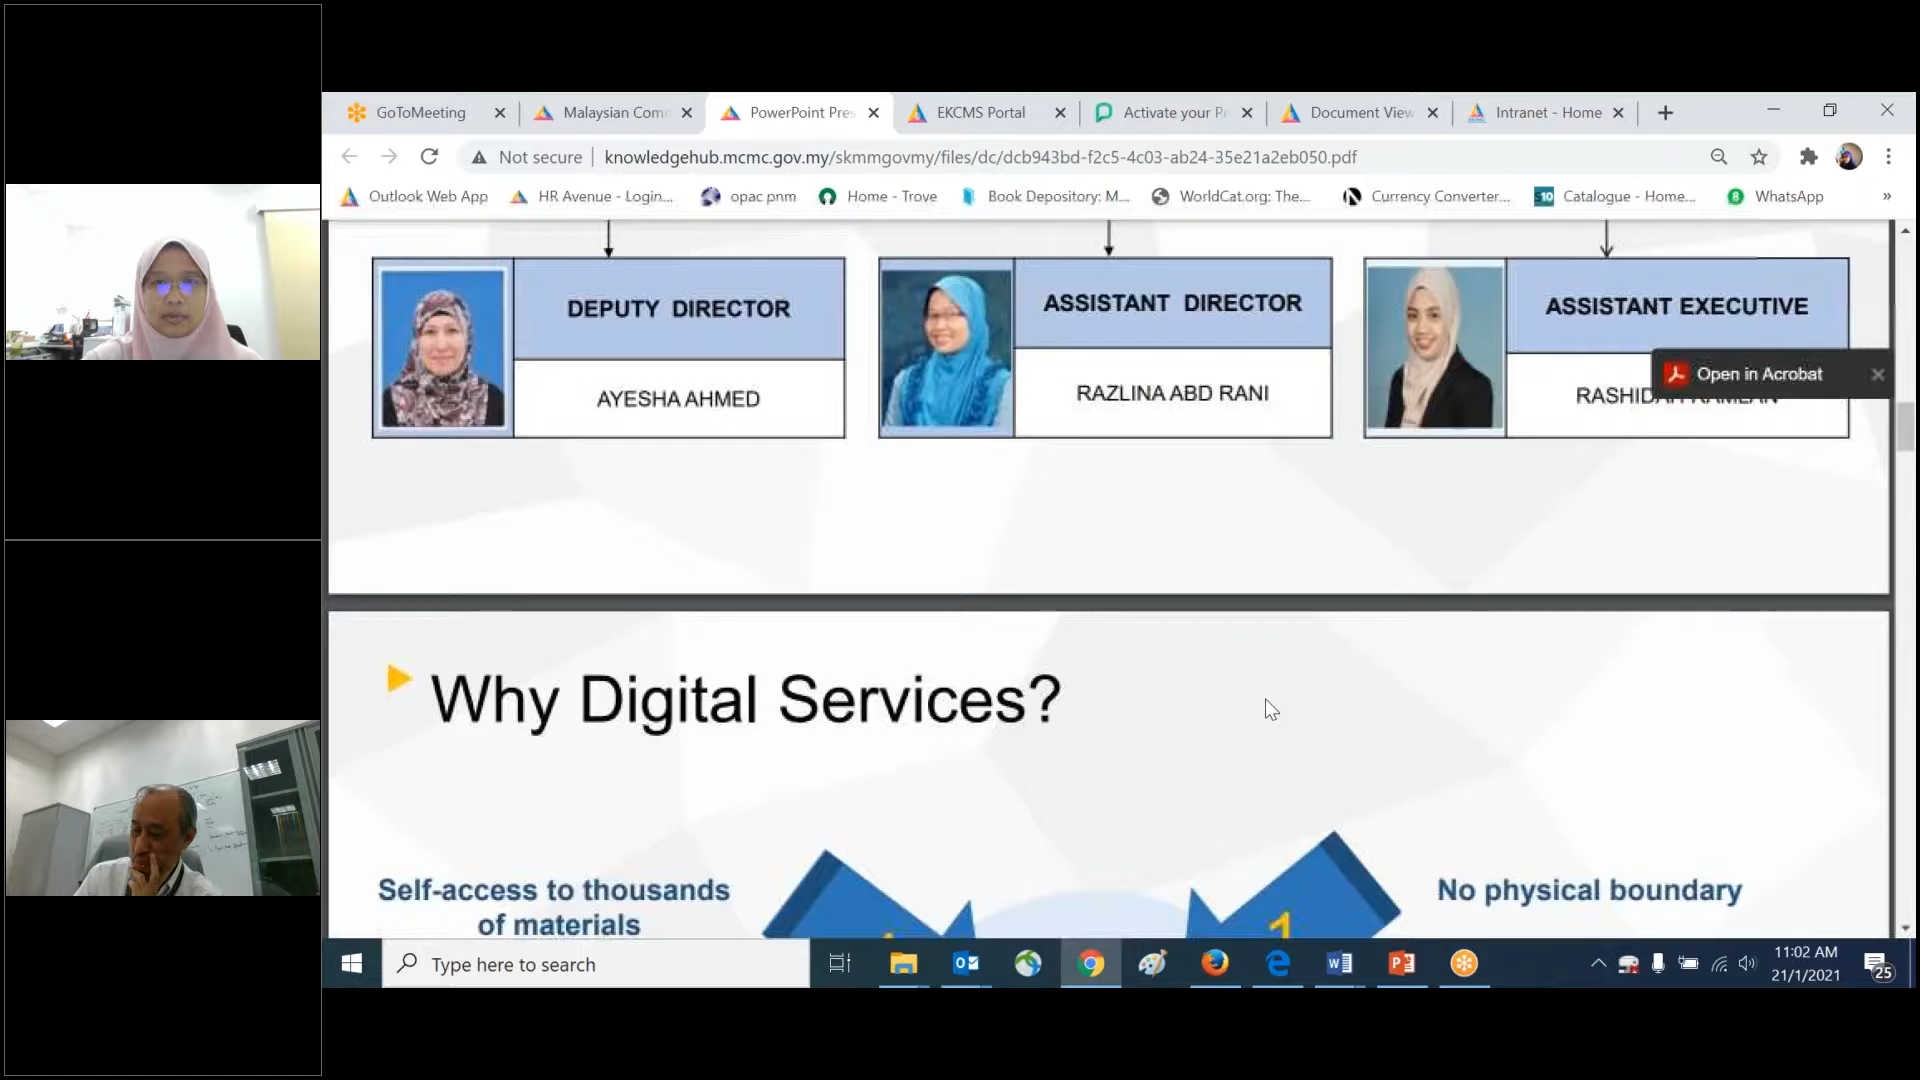 GoToMeeting
Malaysian Com
PowerPoint Pres
EKCMS Portal
Activate your Pr
Document View
Intranet - Home
Not secure
knowledgehub.mcmc.gov.my/skmmgovmy/files/dc/dcb943bd-f2c5-4c03-ab24-35e21a2eb050.pdf
Outlook Web App
HR Avenue - Login...
opac pnm
Home - Trove
Book Depository: M...
WorldCat.org: The...
Currency Converter...
S10
Catalogue - Home...
8
WhatsApp
»
DEPUTY DIRECTOR
AYESHA AHMED
ASSISTANT DIRECTOR
RAZLINA ABD RANI
ASSISTANT EXECUTIVE
Open in Acrobat
Why Digital Services?
Self-access to thousands
of materials
1
No physical boundary
Type here to search
11:02 AM
21/1/2021
25